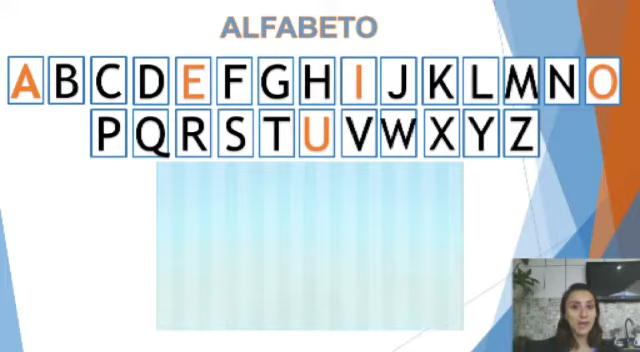 ALFABETO
A B C D E F G H I J K L M N O
P Q R S T U V W X Y Z